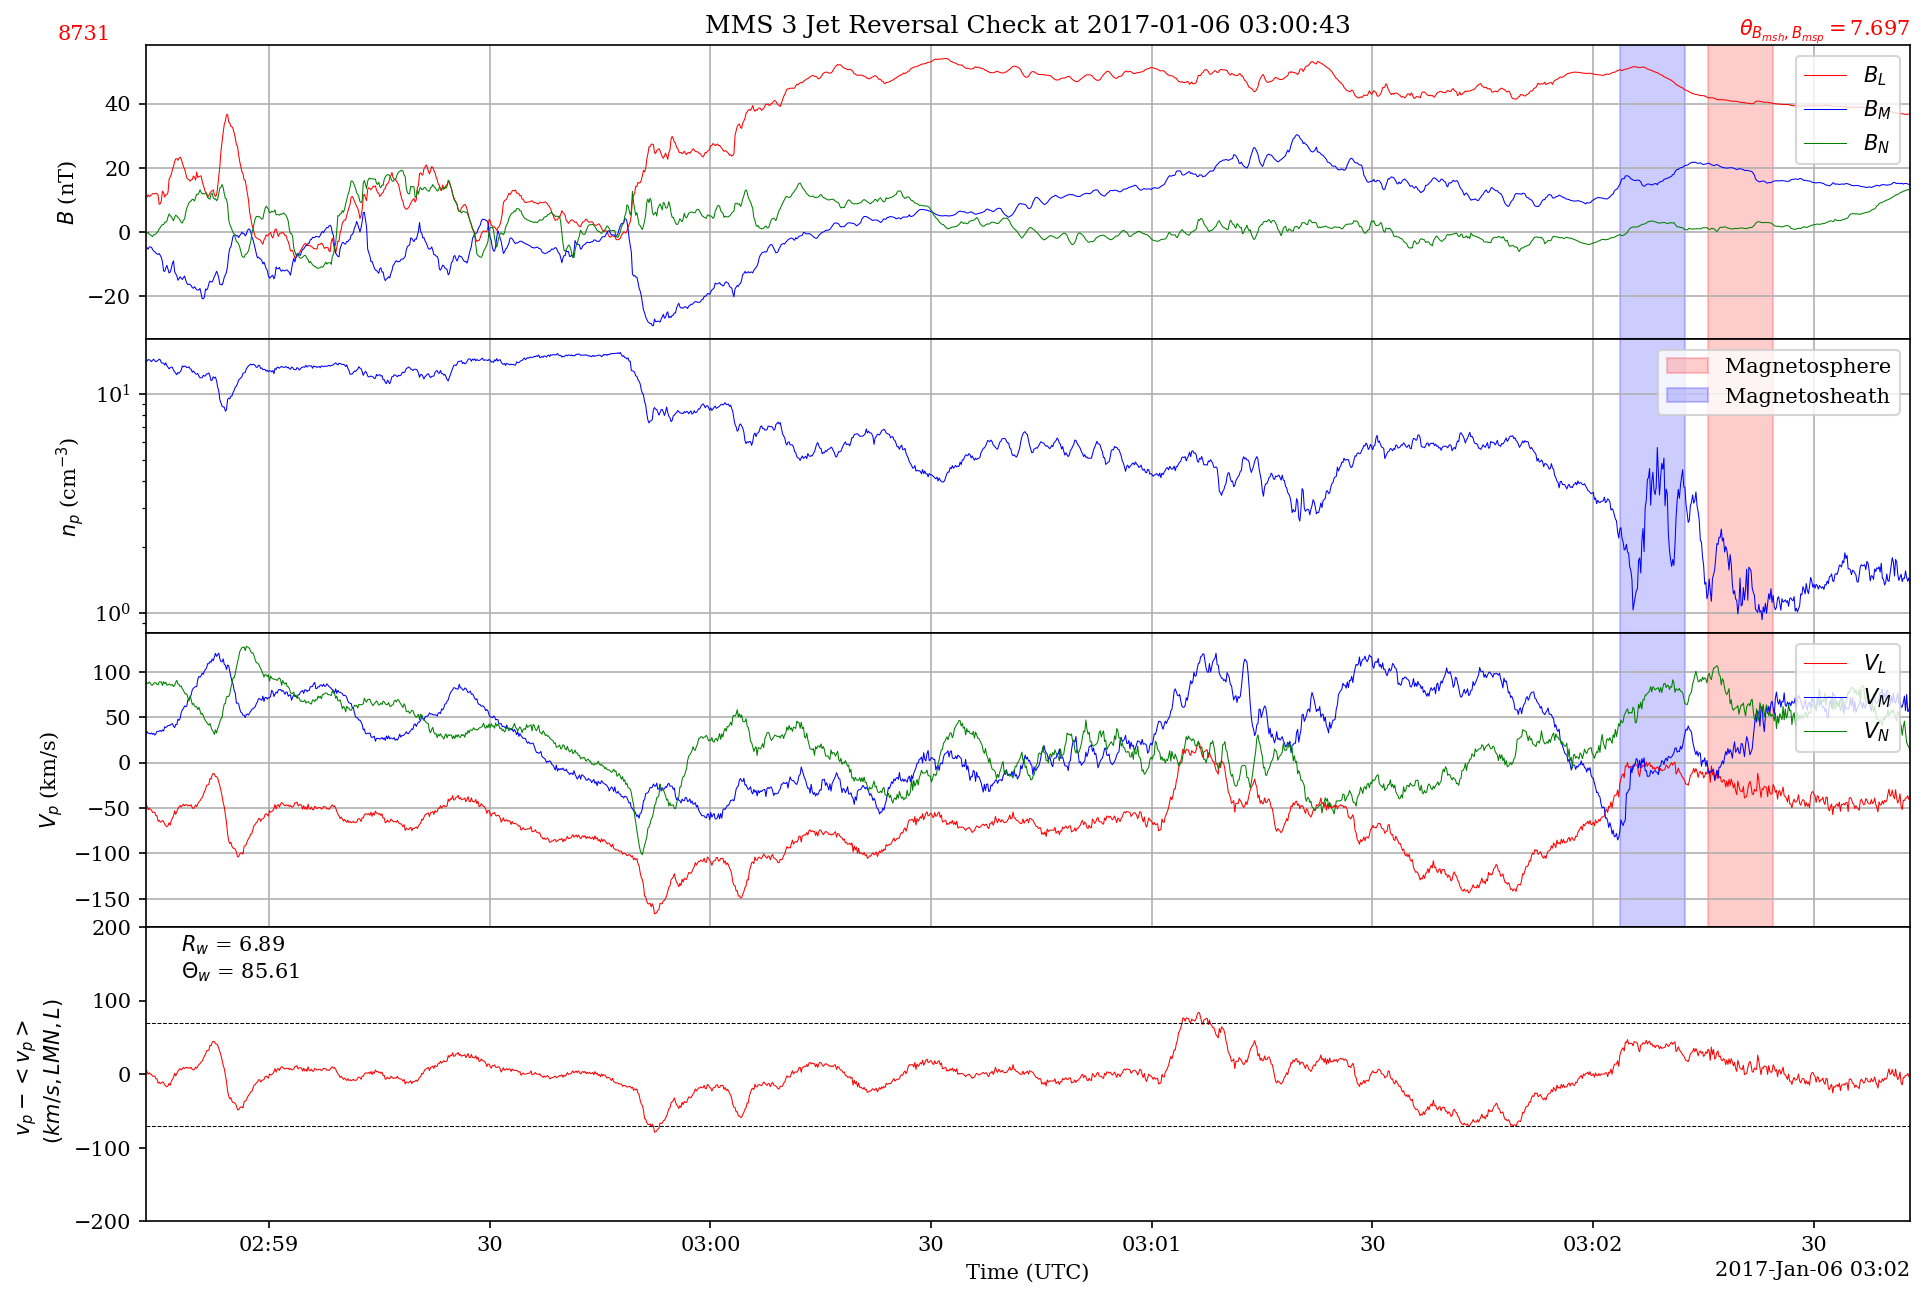 MMS 3 Jet Reversal Check at 2017-01-06 03:00:43
8731
θ_{B_{msh}, B_{msp}} = 7.697
B (nT)
40
20
0
−20
B_L
B_M
B_N
n_p (cm^{−3})
10^1
10^0
Magnetosphere
Magnetosheath
V_p (km/s)
100
50
0
−50
−100
−150
V_L
V_M
V_N
v_p − < v_p >
(km/s, LMN, L)
200
100
0
−100
−200
R_w = 6.89
Θ_w = 85.61
02:59
30
03:00
30
03:01
30
03:02
30
Time (UTC)
2017-Jan-06 03:02